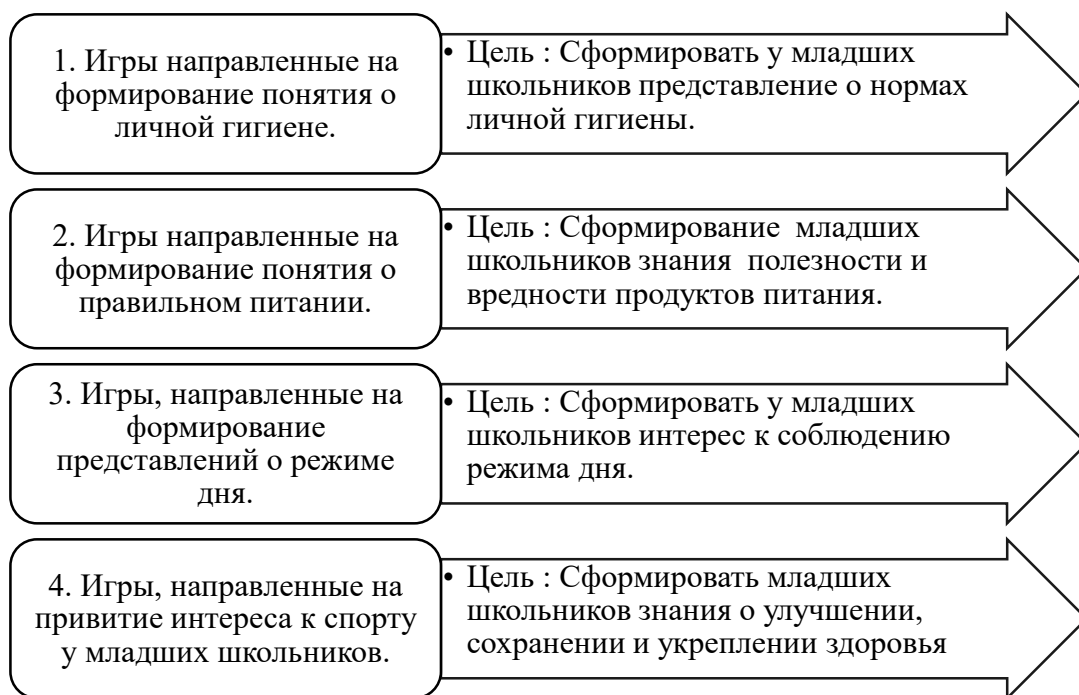 1. Игры направленные на
формирование понятия о
личной гигиене.
• Цель : Сформировать у младших
школьников представление о нормах
личной гигиены.
2. Игры направленные на
формирование понятия о
правильном питании.
• Цель : Сформирование младших
школьников знания полезности и
вредности продуктов питания.
3. Игры, направленные на
формирование
представлений о режиме
дня.
• Цель : Сформировать у младших
школьников интерес к соблюдению
режима дня.
4. Игры, направленные на
привитие интереса к спорту
у младших школьников.
• Цель : Сформировать младших
школьников знания о улучшении,
сохранении и укреплении здоровья